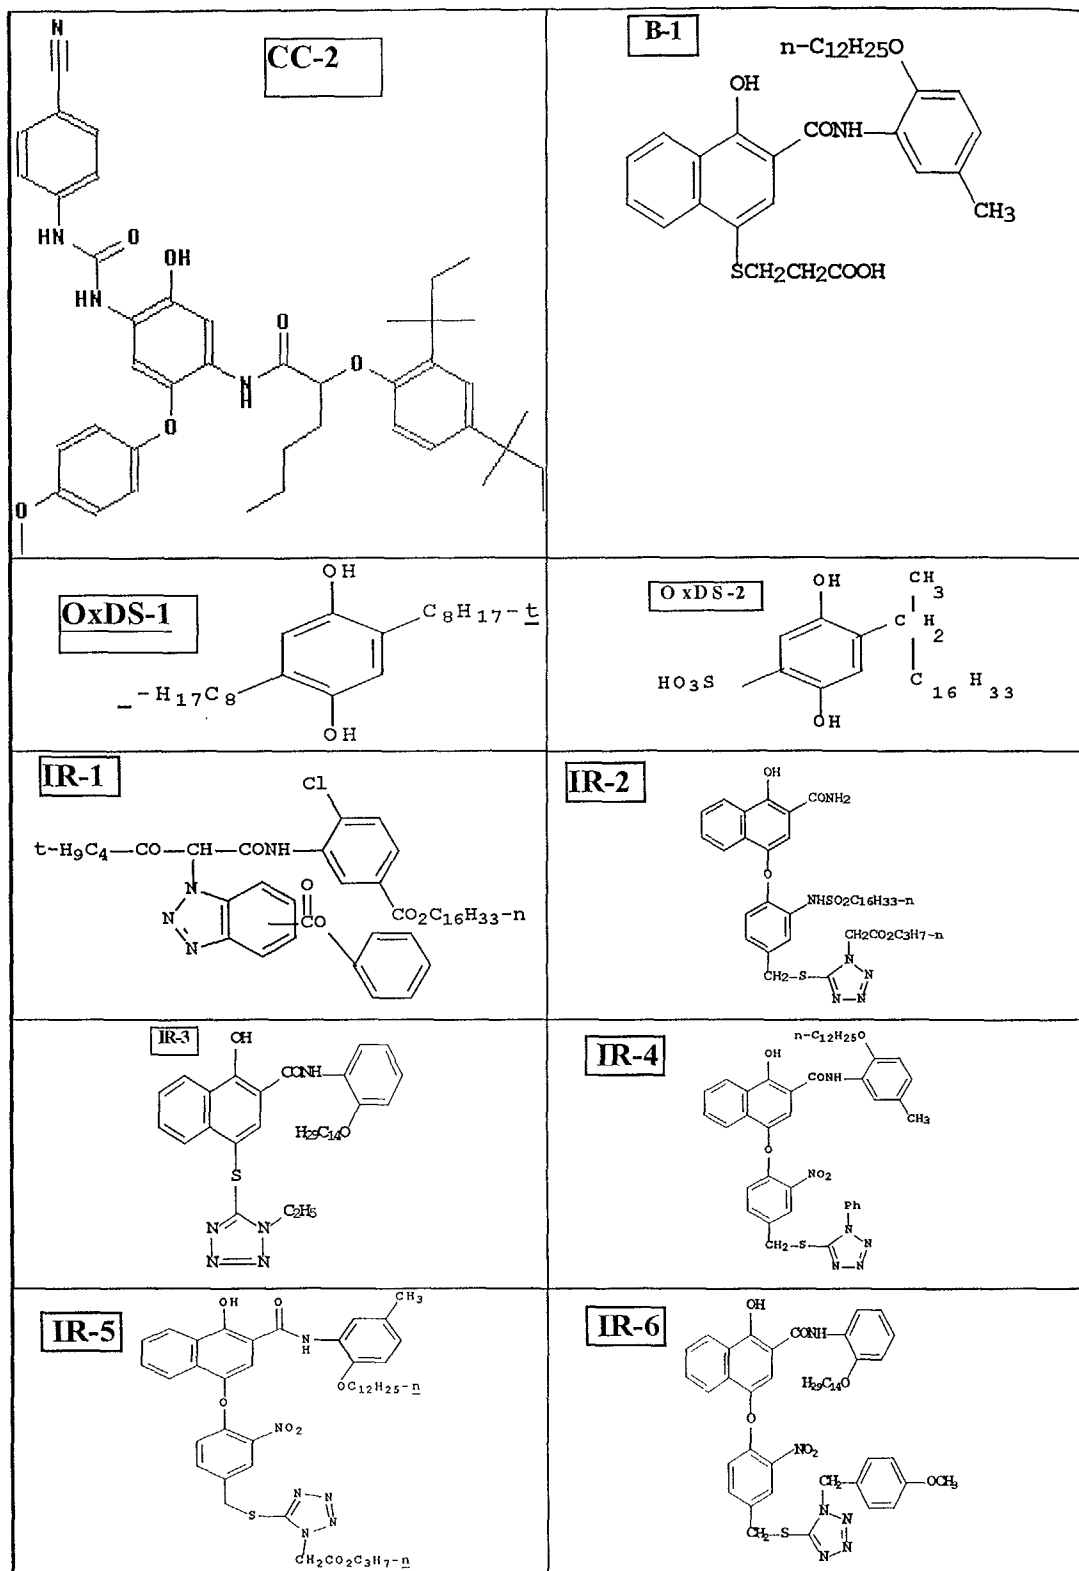 CC-2
N
HN
O
OH
HN
O
N
H
O
O
O
B-1
n-C12H25O
OH
CONH
CH3
SCH2CH2COOH
OxDS-1
OH
C8H17-t
-H17C8
OH
OxDS-2
OH
CH3
C H2
HO3S
C16H33
OH
IR-1
Cl
t-H9C4 CO CH CONH
O
N
CO2C16H33-n
N
CO
N
IR-2
OH
CONH2
O
NHSO2C16H33-n
CH2CO2C3H7-n
N
CH2-S
N
N-N
IR-3
OH
CONH
H29C14O
S
N N C2H5
N N
IR-4
n-C12H25O
OH
CONH
CH3
O
NO2
Ph
N
CH2-S
N
N-N
IR-5
OH O CH3
N
H
OC12H25-n
O
NO2
N N
S
N
N
CH2CO2C3H7-n
IR-6
OH
CONH
H29C14O
O
NO2
CH2
OCH3
N
N
CH2-S
N-N